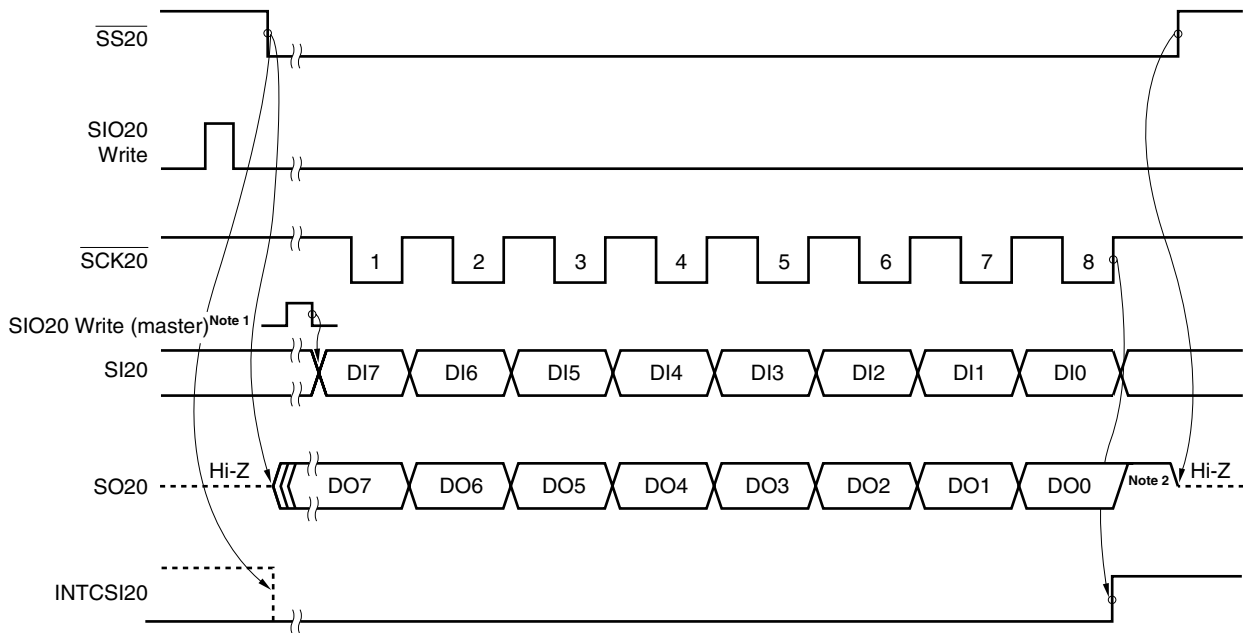 SS20
SIO20
Write
SCK20
1 2 3 4 5 6 7 8
SIO20 Write (master)Note 1
SI20 DI7 DI6 DI5 DI4 DI3 DI2 DI1 DI0
SO20 Hi-Z DO7 DO6 DO5 DO4 DO3 DO2 DO1 DO0 Note 2 Hi-Z
INTCSI20